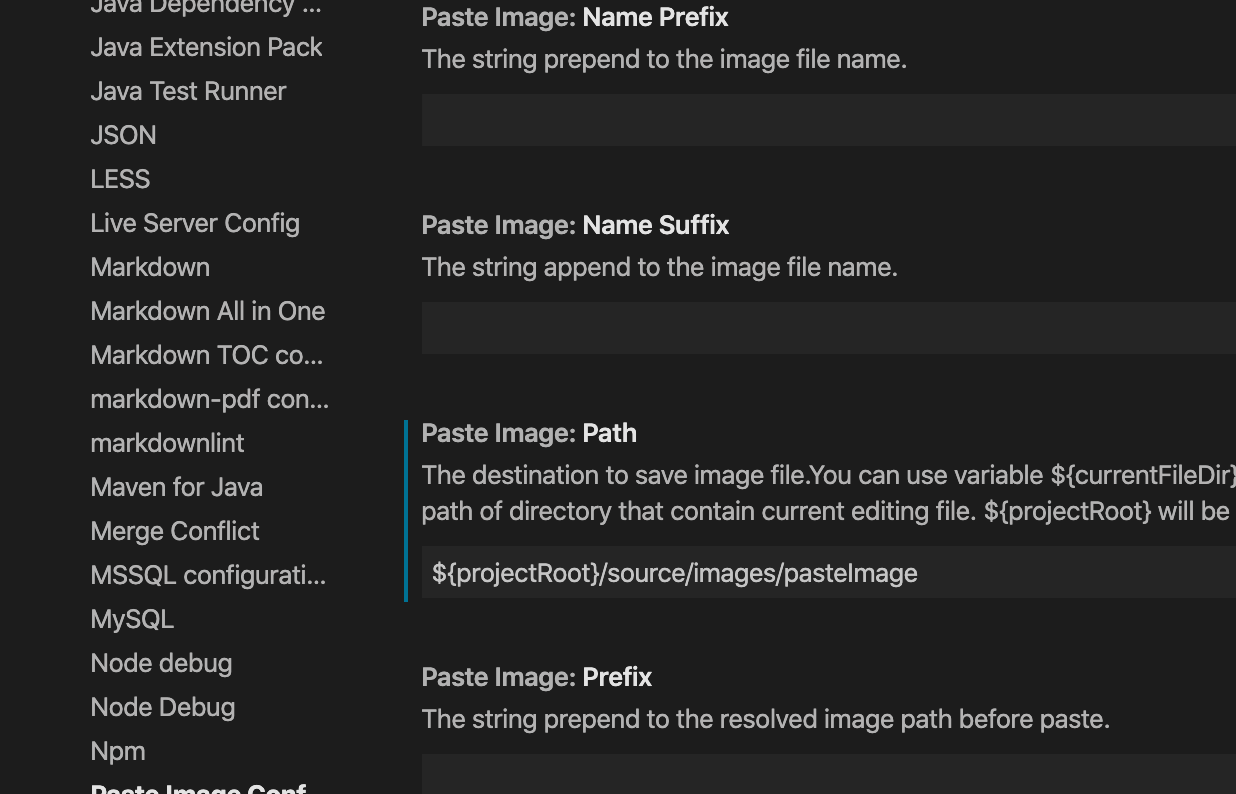 Java Dependency ...
Java Extension Pack
Java Test Runner
JSON
LESS
Live Server Config
Markdown
Markdown All in One
Markdown TOC co...
markdown-pdf con...
markdownlint
Maven for Java
Merge Conflict
MSSQL configurati...
MySQL
Node debug
Node Debug
Npm
Paste Image Conf
Paste Image: Name Prefix
The string prepend to the image file name.
Paste Image: Name Suffix
The string append to the image file name.
Paste Image: Path
The destination to save image file.You can use variable ${currentFileDir}
path of directory that contain current editing file. ${projectRoot} will be
${projectRoot}/source/images/pasteImage
Paste Image: Prefix
The string prepend to the resolved image path before paste.